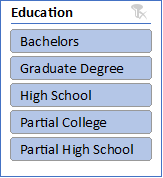 Education
Bachelors
Graduate Degree
High School
Partial College
Partial High School